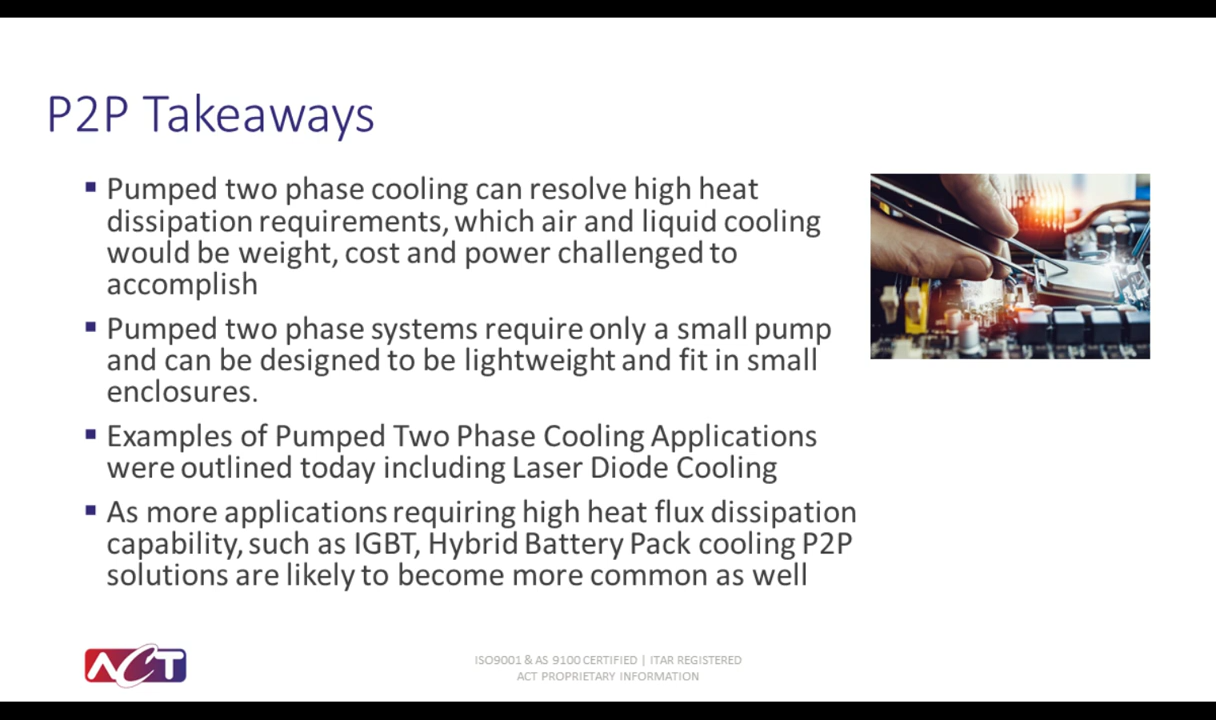 P2P Takeaways
▪ Pumped two phase cooling can resolve high heat
dissipation requirements, which air and liquid cooling
would be weight, cost and power challenged to
accomplish
▪ Pumped two phase systems require only a small pump
and can be designed to be lightweight and fit in small
enclosures.
▪ Examples of Pumped Two Phase Cooling Applications
were outlined today including Laser Diode Cooling
▪ As more applications requiring high heat flux dissipation
capability, such as IGBT, Hybrid Battery Pack cooling P2P
solutions are likely to become more common as well
ACT
ISO9001 & AS 9100 CERTIFIED | ITAR REGISTERED
ACT PROPRIETARY INFORMATION